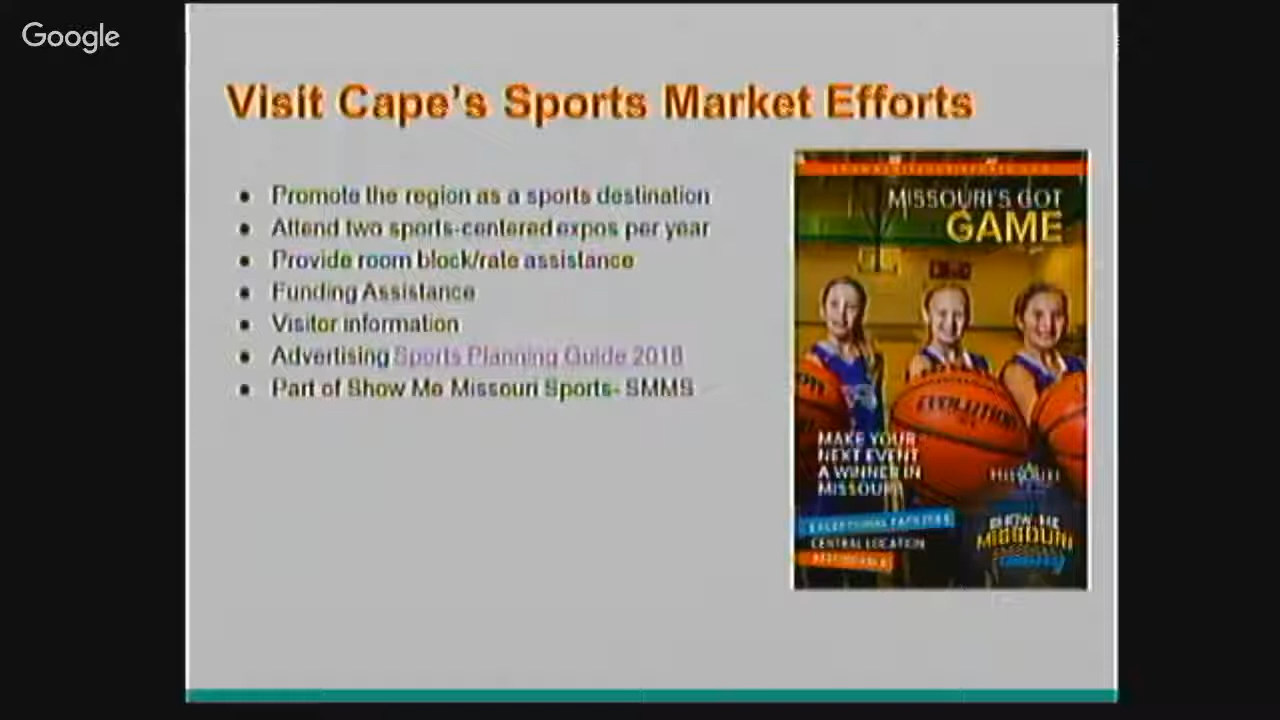 Google
Visit Cape's Sports Market Efforts
Promote the region as a sports destination
Attend two sports-centered expos per year
Provide room block/rate assistance
Funding Assistance
Visitor information
Advertising Sports Planning Guide 2018
Part of Show Me Missouri Sports- SMMS
MISSOURI'S GOT
GAME
EVOLUTION
MAKE YOUR
NEXT EVENT
A WINNER IN
MISSOURI
MISSOURI
EXCEPTIONAL FACILITIES
CENTRAL LOCATION
AFFORDABLE
SHOW ME
MISSOURI